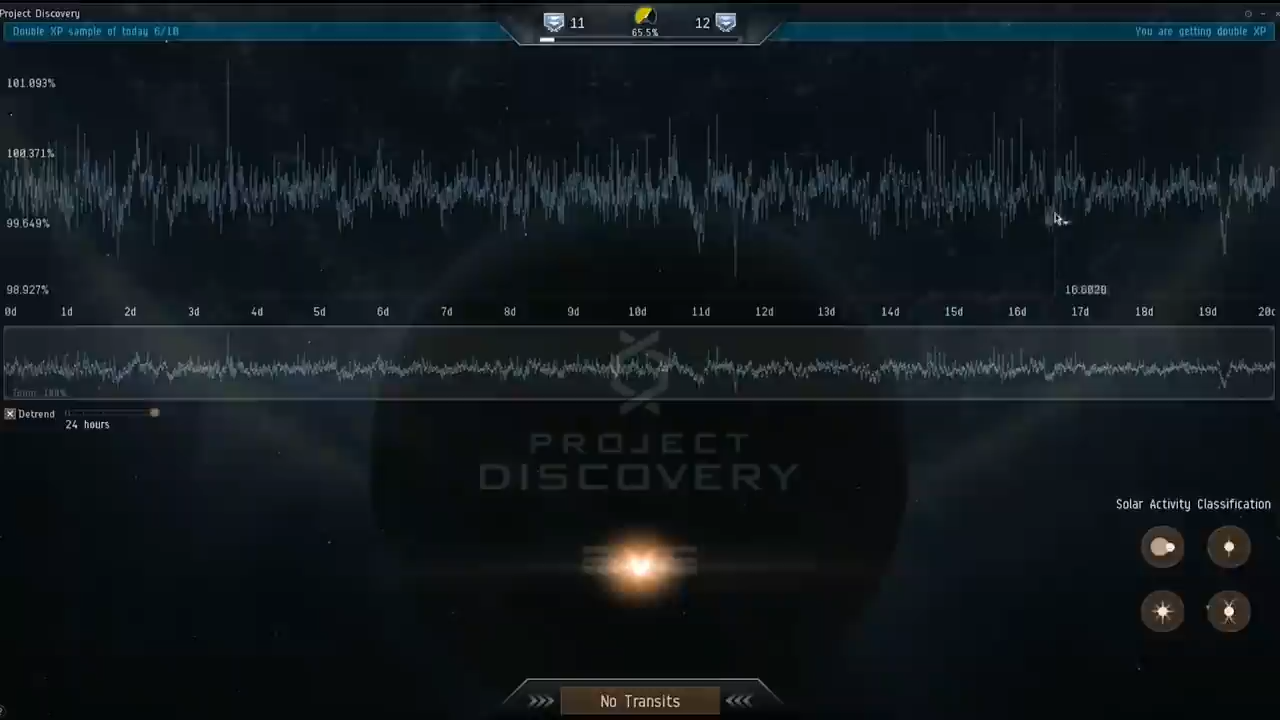 Project Discovery
Double XP sample of today 6/10
11
65.5%
12
You are getting double XP
101.093%
100.371%
99.649%
98.927%
0d 1d 2d 3d 4d 5d 6d 7d 8d 9d 10d 11d 12d 13d 14d 15d 16d 17d 18d 19d 20d
Detrend
24 hours
PROJECT
DISCOVERY
Solar Activity Classification
No Transits